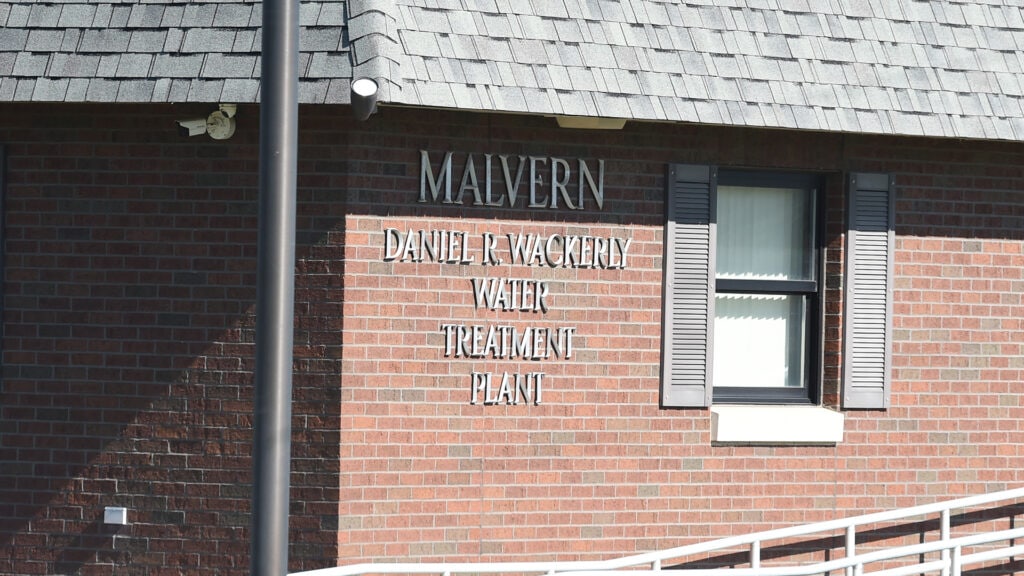 MALVERN
DANIEL R. WACKERLY
WATER
TREATMENT
PLANT